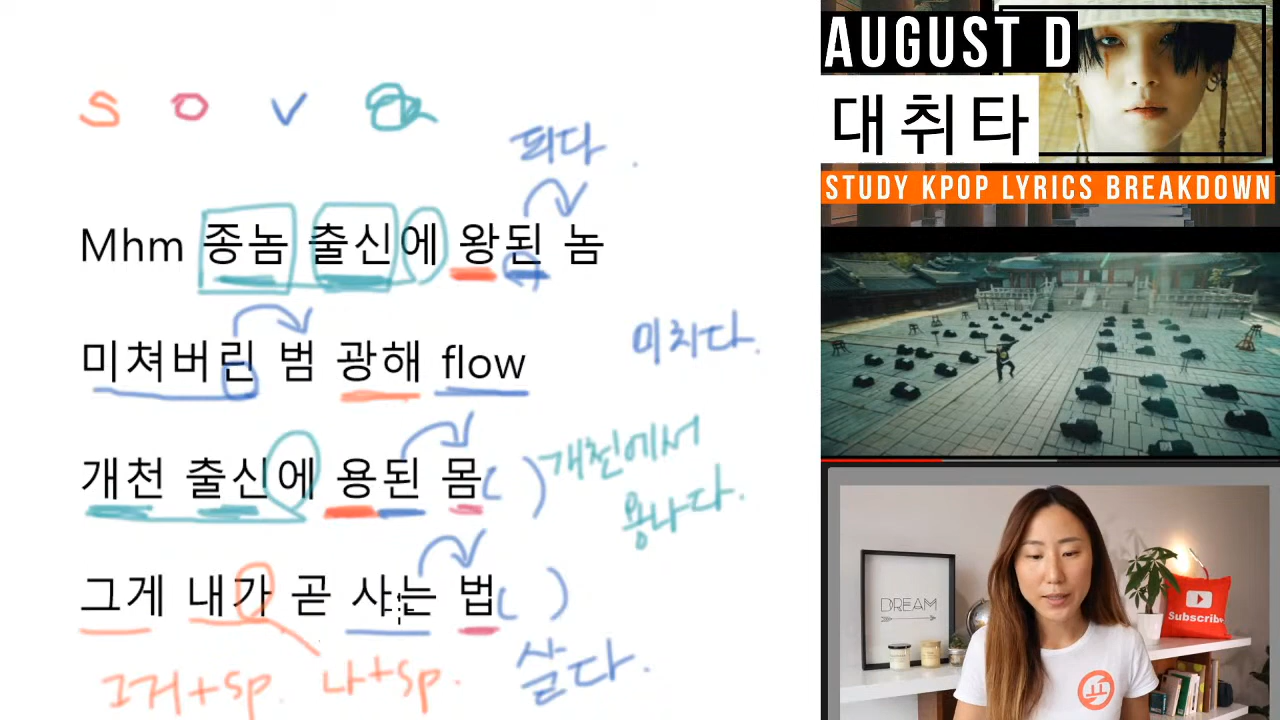 S O V
되다.
Mhm 종놈 출신에 왕된 놈
미쳐버린 범 광해 flow
미치다.
개천 출신에 용된 몸( )
개천에서
용나다.
그게 내가 곧 사는 법( )
그거+sp. 나+sp.
살다.
AUGUST D
대취타
STUDY KPOP LYRICS BREAKDOWN
DREAM
Subscribe